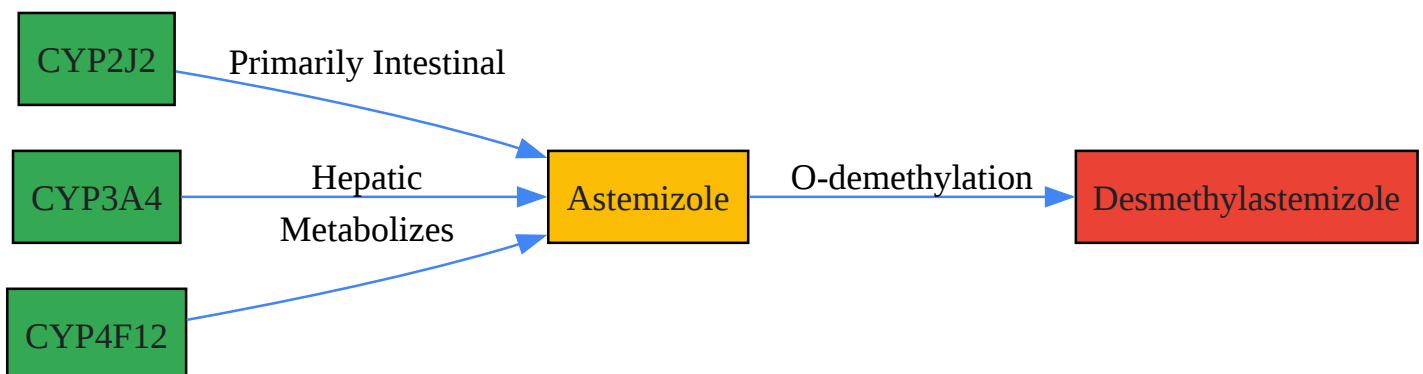 CYP2J2
Primarily Intestinal
CYP3A4
Hepatic
Astemizole
O-demethylation
Desmethylastemizole
Metabolizes
CYP4F12